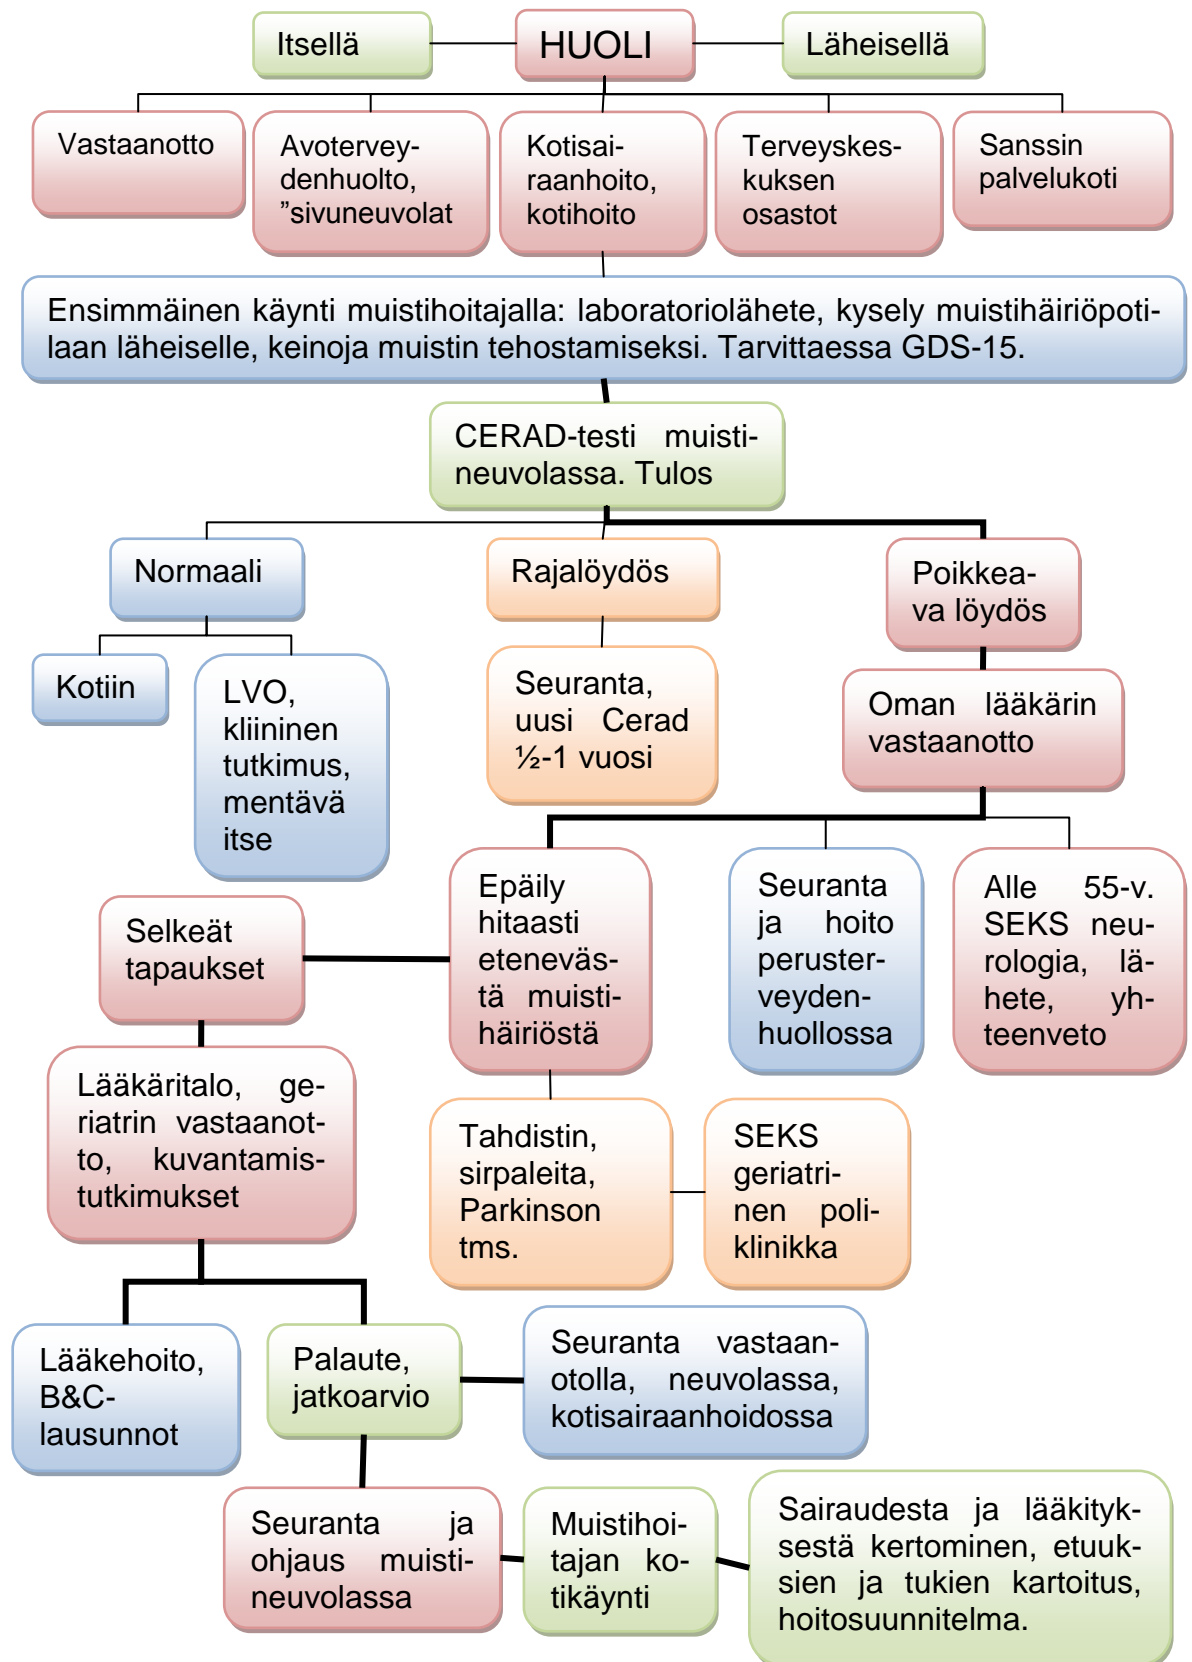 Itsellä
HUOLI
Läheisellä
Vastaanotto
Avotervey-
denhuolto,
”sivuneuvolat
Kotisai-
raanhoito,
kotihoito
Terveyskes-
kuksen
osastot
Sanssin
palvelukoti
Ensimmäinen käynti muistihoitajalla: laboratoriolähete, kysely muistihäiriöpoti-
laan läheiselle, keinoja muistin tehostamiseksi. Tarvittaessa GDS-15.
CERAD-testi muisti-
neuvolassa. Tulos
Normaali
Rajalöydös
Poikkea-
va löydös
Kotiin
LVO,
kliininen
tutkimus,
mentävä
itse
Seuranta,
uusi Cerad
½-1 vuosi
Oman lääkärin
vastaanotto
Selkeät
tapaukset
Epäily
hitaasti
eteneväs-
tä muisti-
häiriöstä
Seuranta
ja hoito
peruster-
veyden-
huollossa
Alle 55-v.
SEKS neu-
rologia, lä-
hete, yh-
teenveto
Lääkäritalo, ge-
riatrin vastaanot-
to, kuvantamis-
tutkimukset
Tahdistin,
sirpaleita,
Parkinson
tms.
SEKS
geriatri-
nen poli-
klinikka
Lääkehoito,
B&C-
lausunnot
Palaute,
jatkoarvio
Seuranta vastaan-
otolla, neuvolassa,
kotisairaanhoidossa
Seuranta ja
ohjaus muisti-
neuvolassa
Muistihoi-
tajan ko-
tikäynti
Sairaudesta ja lääkityk-
sestä kertominen, etuuk-
sien ja tukien kartoitus,
hoitosuunnitelma.